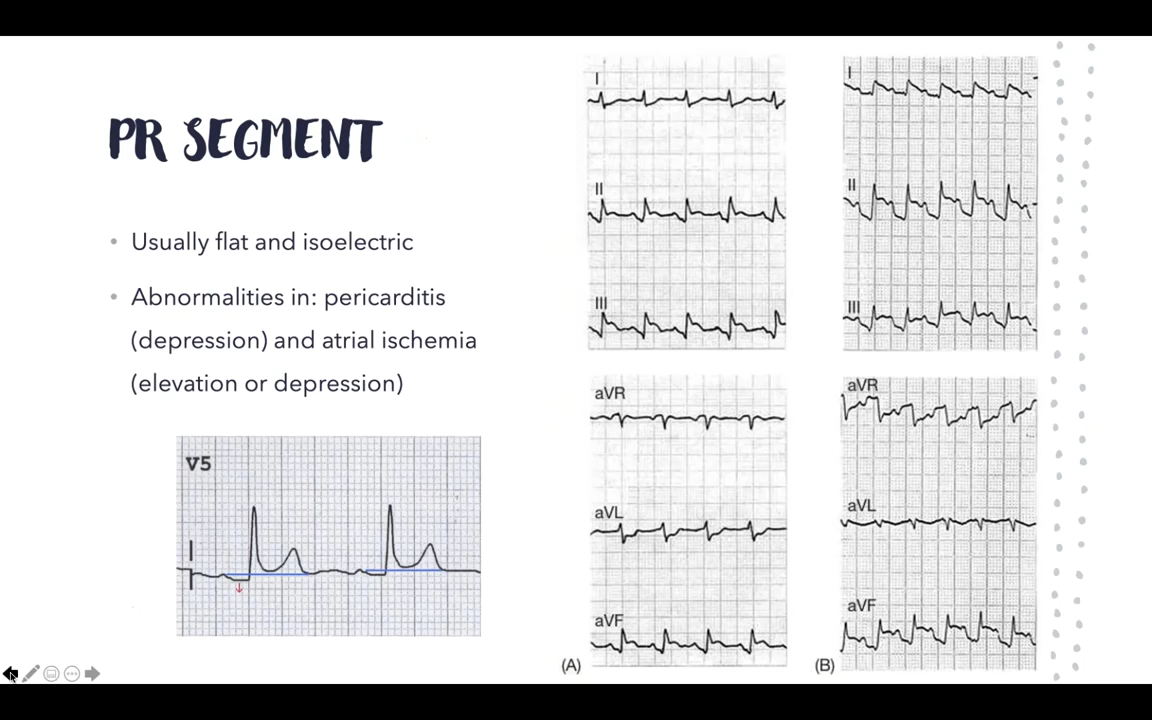 PR SEGMENT
• Usually flat and isoelectric
• Abnormalities in: pericarditis
(depression) and atrial ischemia
(elevation or depression)
V5
I
II
III
aVR
aVL
aVF
(A)
I
II
III
aVR
aVL
aVF
(B)